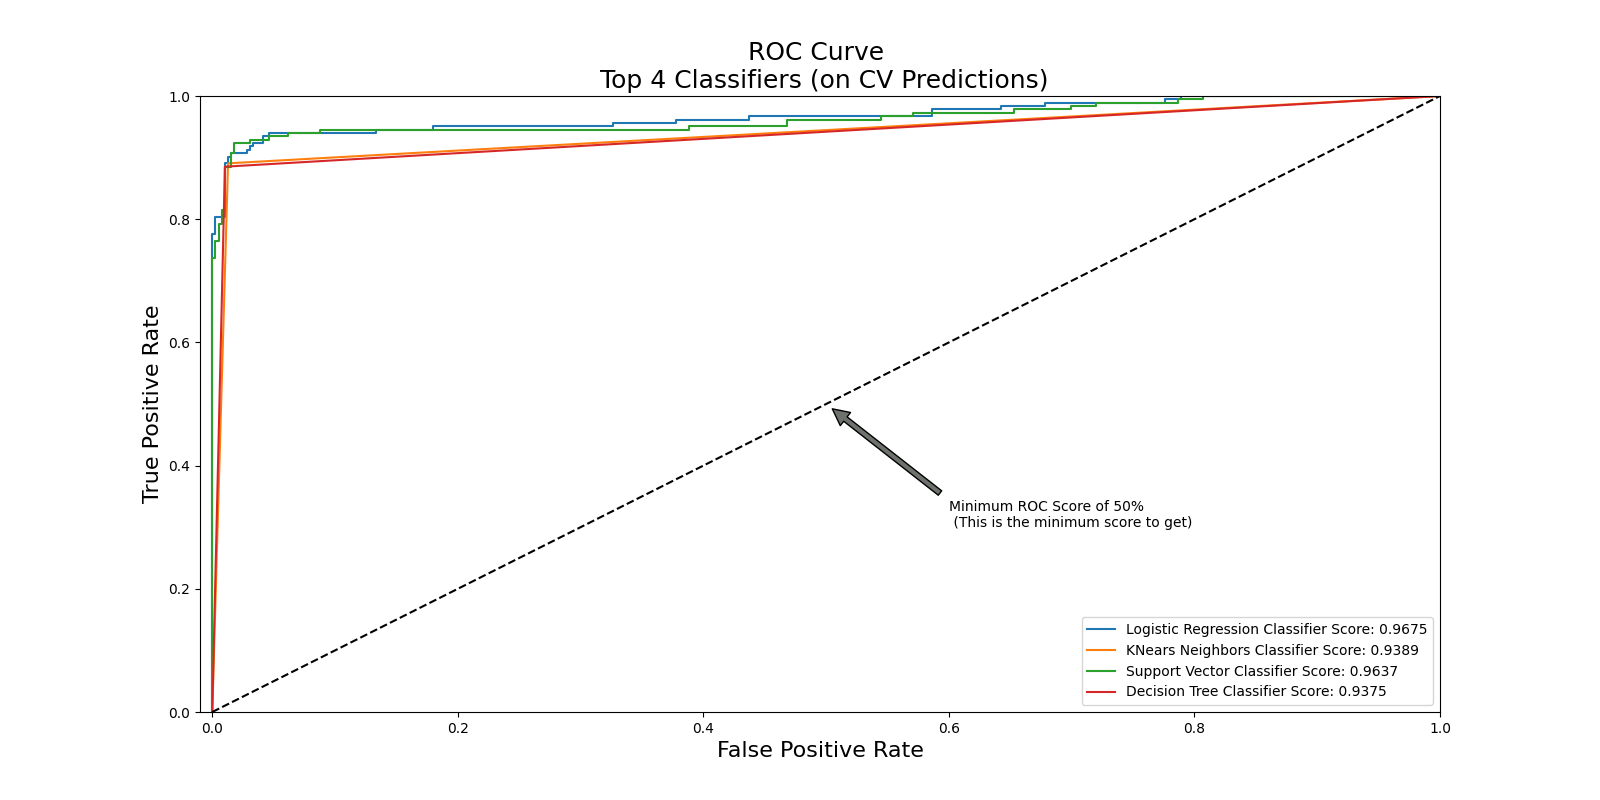 ROC Curve
Top 4 Classifiers (on CV Predictions)
True Positive Rate
1.0
0.8
0.6
0.4
0.2
0.0
Minimum ROC Score of 50%
(This is the minimum score to get)
Logistic Regression Classifier Score: 0.9675
KNears Neighbors Classifier Score: 0.9389
Support Vector Classifier Score: 0.9637
Decision Tree Classifier Score: 0.9375
0.0 0.2 0.4 0.6 0.8 1.0
False Positive Rate